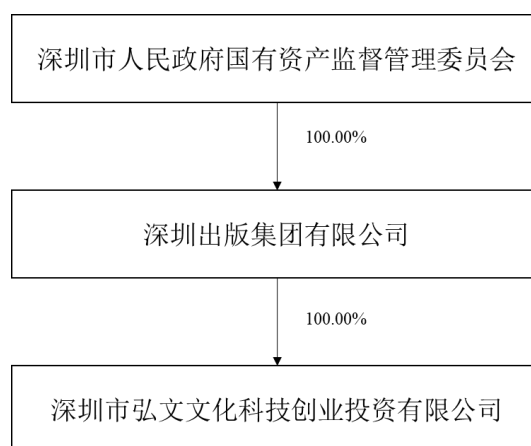 深圳市人民政府国有资产监督管理委员会
100.00%
深圳出版集团有限公司
100.00%
深圳市弘文文化科技创业投资有限公司